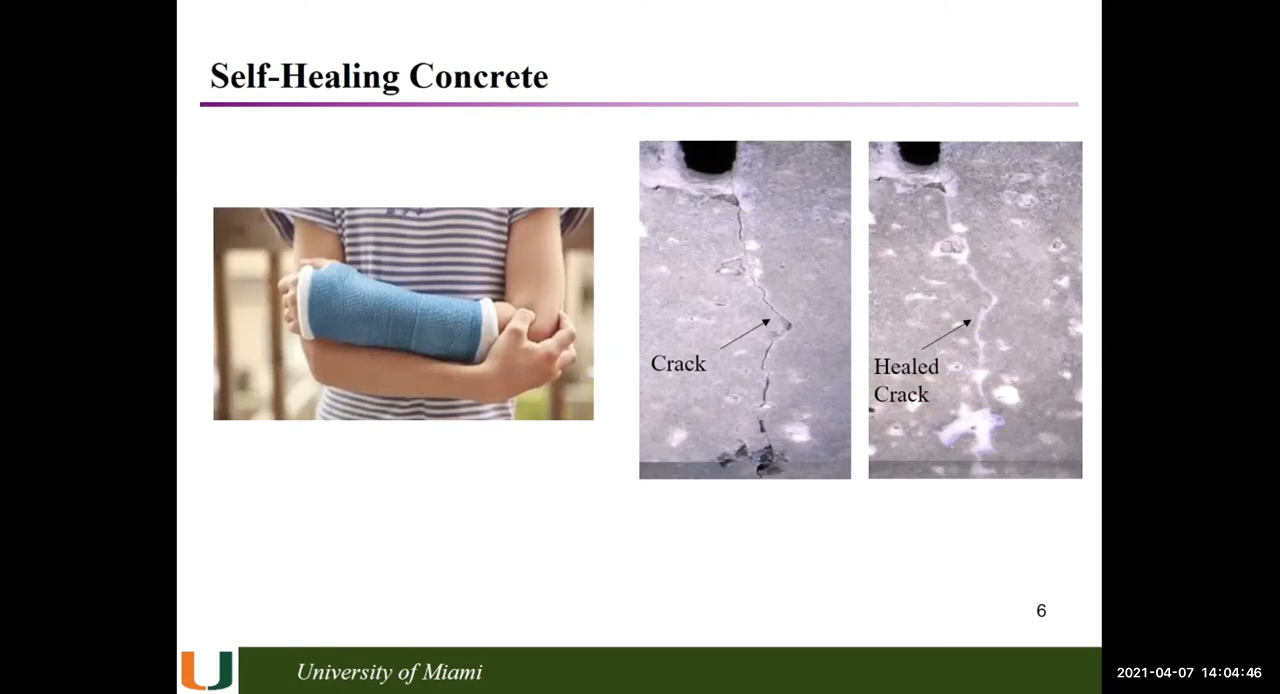 Self-Healing Concrete
Crack
Healed
Crack
6
University of Miami
2021-04-07 14:04:46